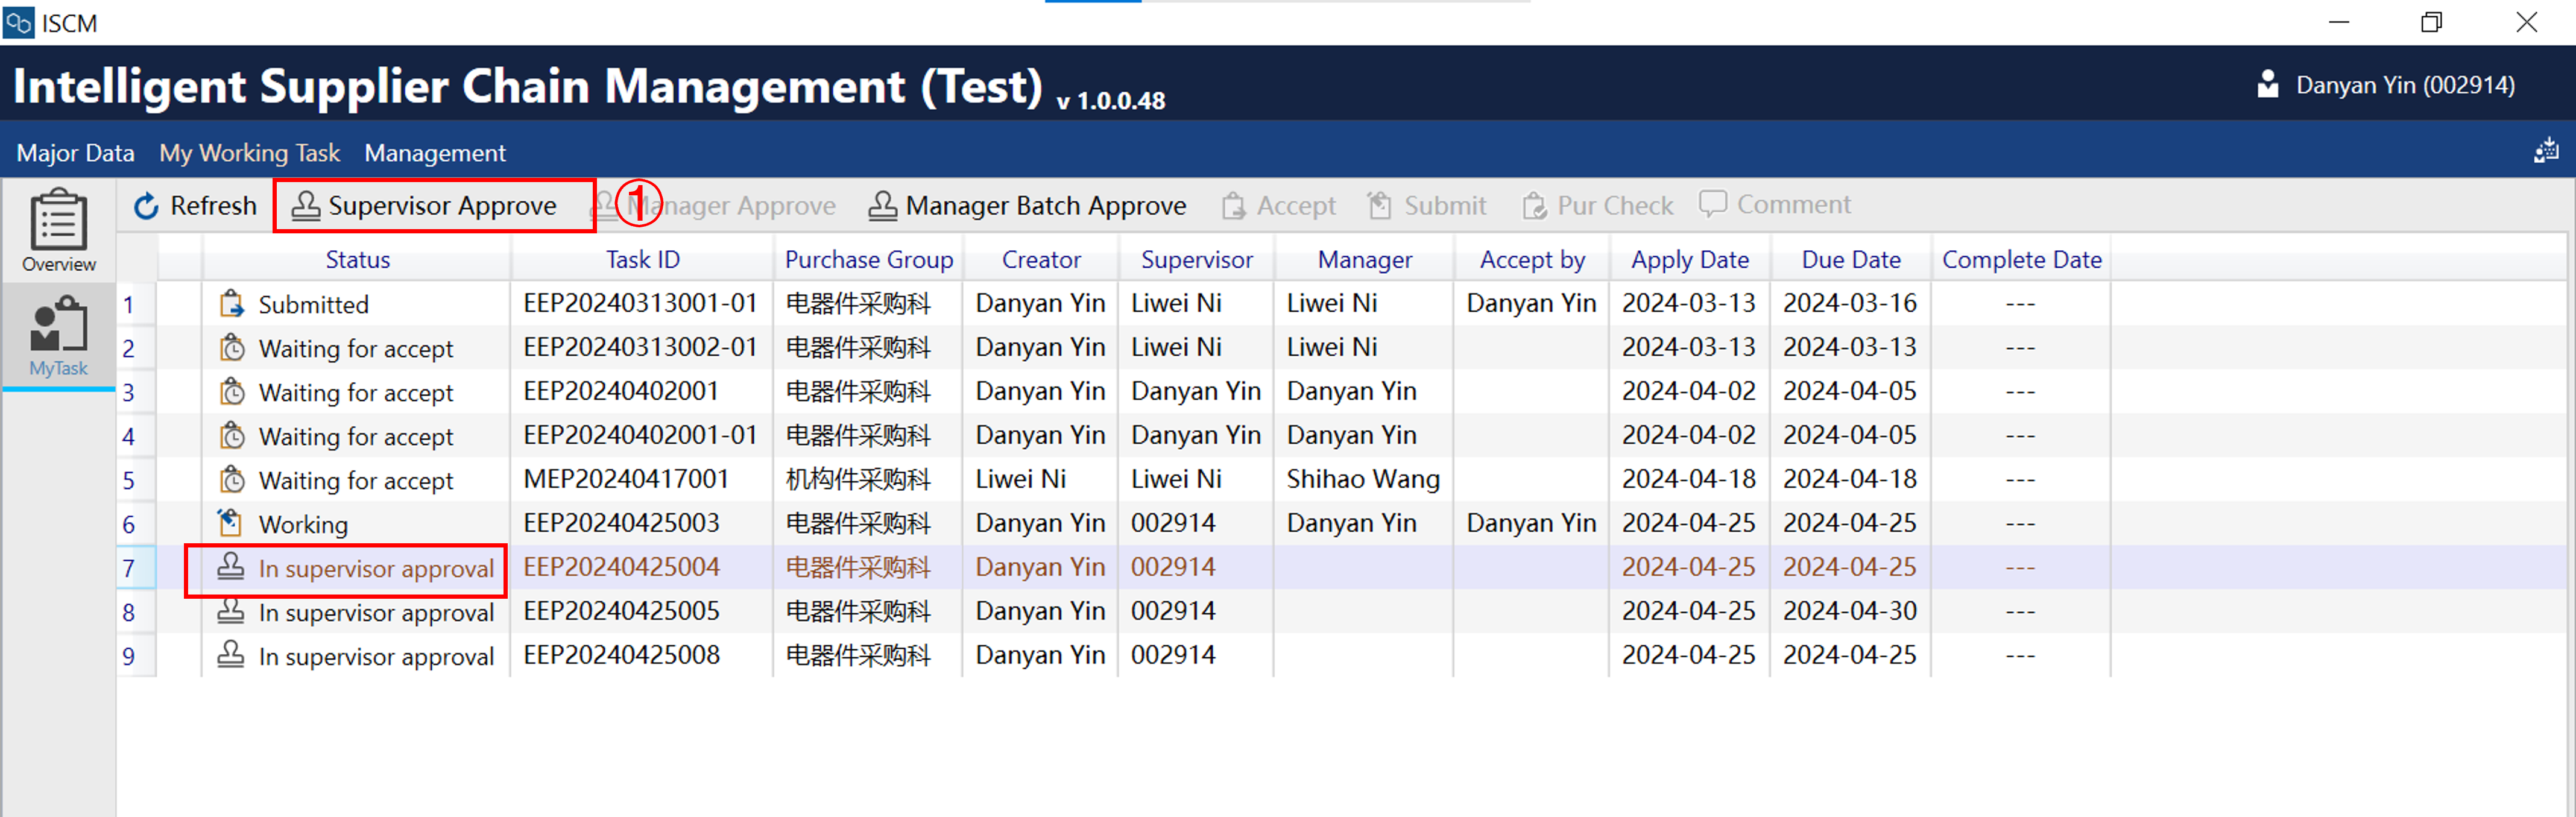 ISCM
Intelligent Supplier Chain Management (Test) v 1.0.0.48 Danyan Yin (002914)
Major Data My Working Task Management
Refresh Supervisor Approve ① Manager Approve Manager Batch Approve Accept Submit Pur Check Comment
Overview
MyTask
Status Task ID Purchase Group Creator Supervisor Manager Accept by Apply Date Due Date Complete Date
1 Submitted EEP20240313001-01 电器件采购科 Danyan Yin Liwei Ni Liwei Ni Danyan Yin 2024-03-13 2024-03-16 ---
2 Waiting for accept EEP20240313002-01 电器件采购科 Danyan Yin Liwei Ni Liwei Ni 2024-03-13 2024-03-13 ---
3 Waiting for accept EEP20240402001 电器件采购科 Danyan Yin Danyan Yin Danyan Yin 2024-04-02 2024-04-05 ---
4 Waiting for accept EEP20240402001-01 电器件采购科 Danyan Yin Danyan Yin Danyan Yin 2024-04-02 2024-04-05 ---
5 Waiting for accept MEP20240417001 机构件采购科 Liwei Ni Liwei Ni Shihao Wang 2024-04-18 2024-04-18 ---
6 Working EEP20240425003 电器件采购科 Danyan Yin 002914 Danyan Yin Danyan Yin 2024-04-25 2024-04-25 ---
7 In supervisor approval EEP20240425004 电器件采购科 Danyan Yin 002914 2024-04-25 2024-04-25 ---
8 In supervisor approval EEP20240425005 电器件采购科 Danyan Yin 002914 2024-04-25 2024-04-30 ---
9 In supervisor approval EEP20240425008 电器件采购科 Danyan Yin 002914 2024-04-25 2024-04-25 ---